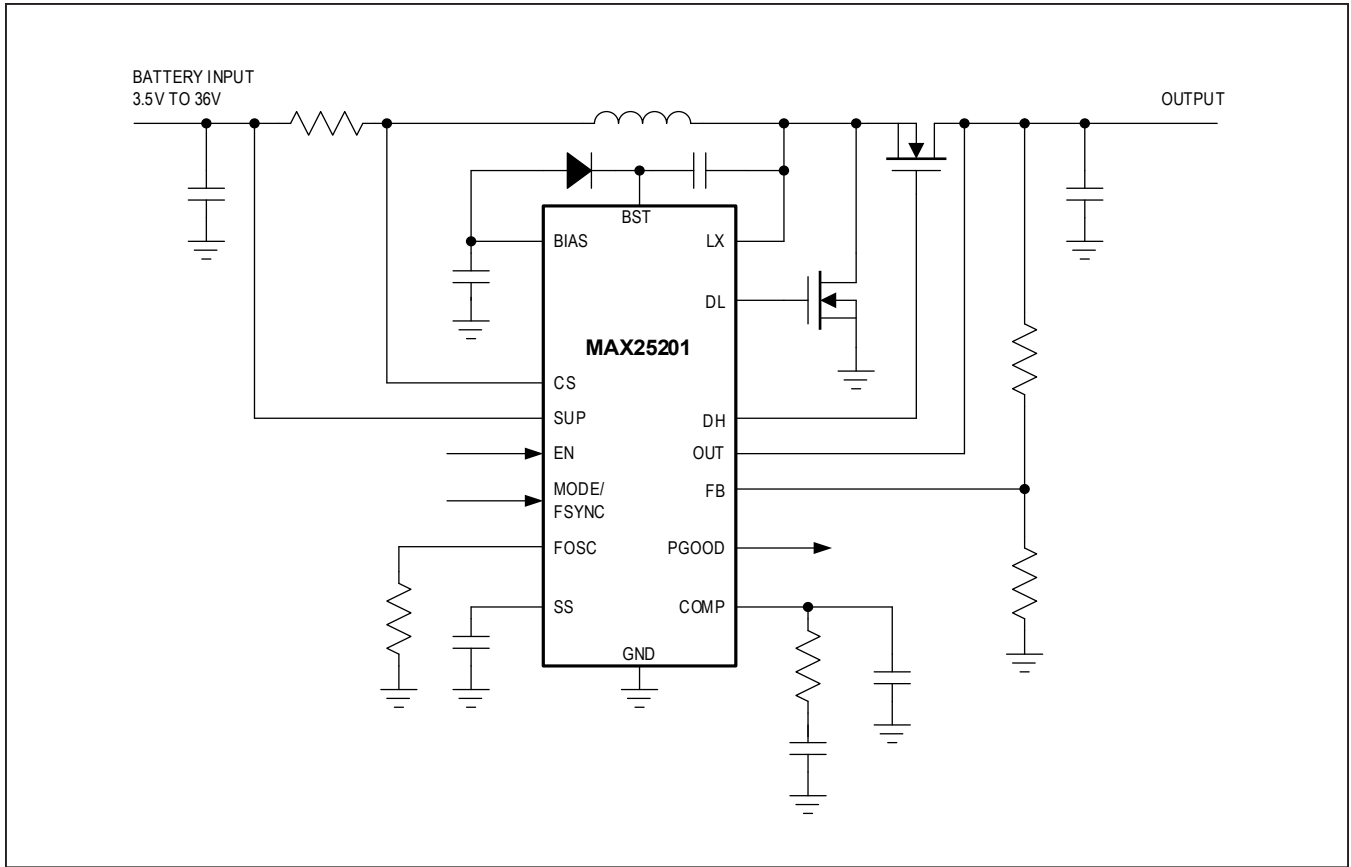 BATTERY INPUT
3.5V TO 36V
OUTPUT
BST
BIAS
LX
DL
MAX25201
CS
SUP
DH
EN
OUT
MODE/
FSYNC
FB
FOSC
PGOOD
SS
COMP
GND